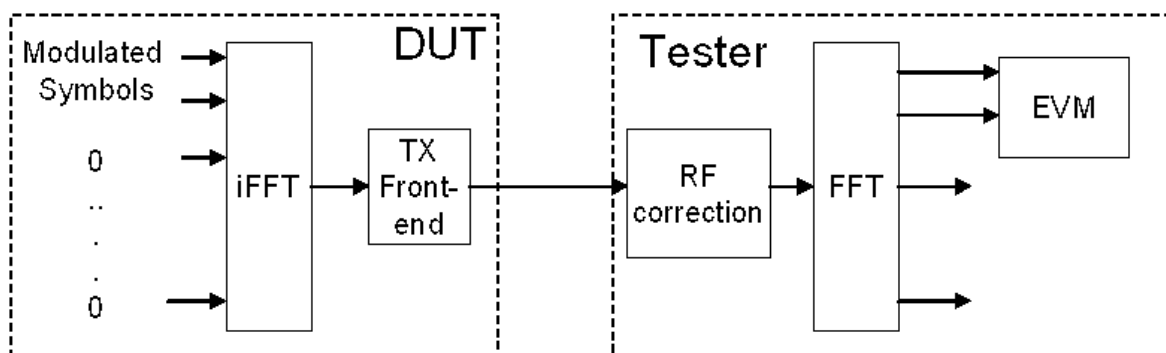 DUT
Modulated
Symbols
0
..
.
.
0
iFFT
TX
Front-
end
Tester
RF
correction
FFT
EVM